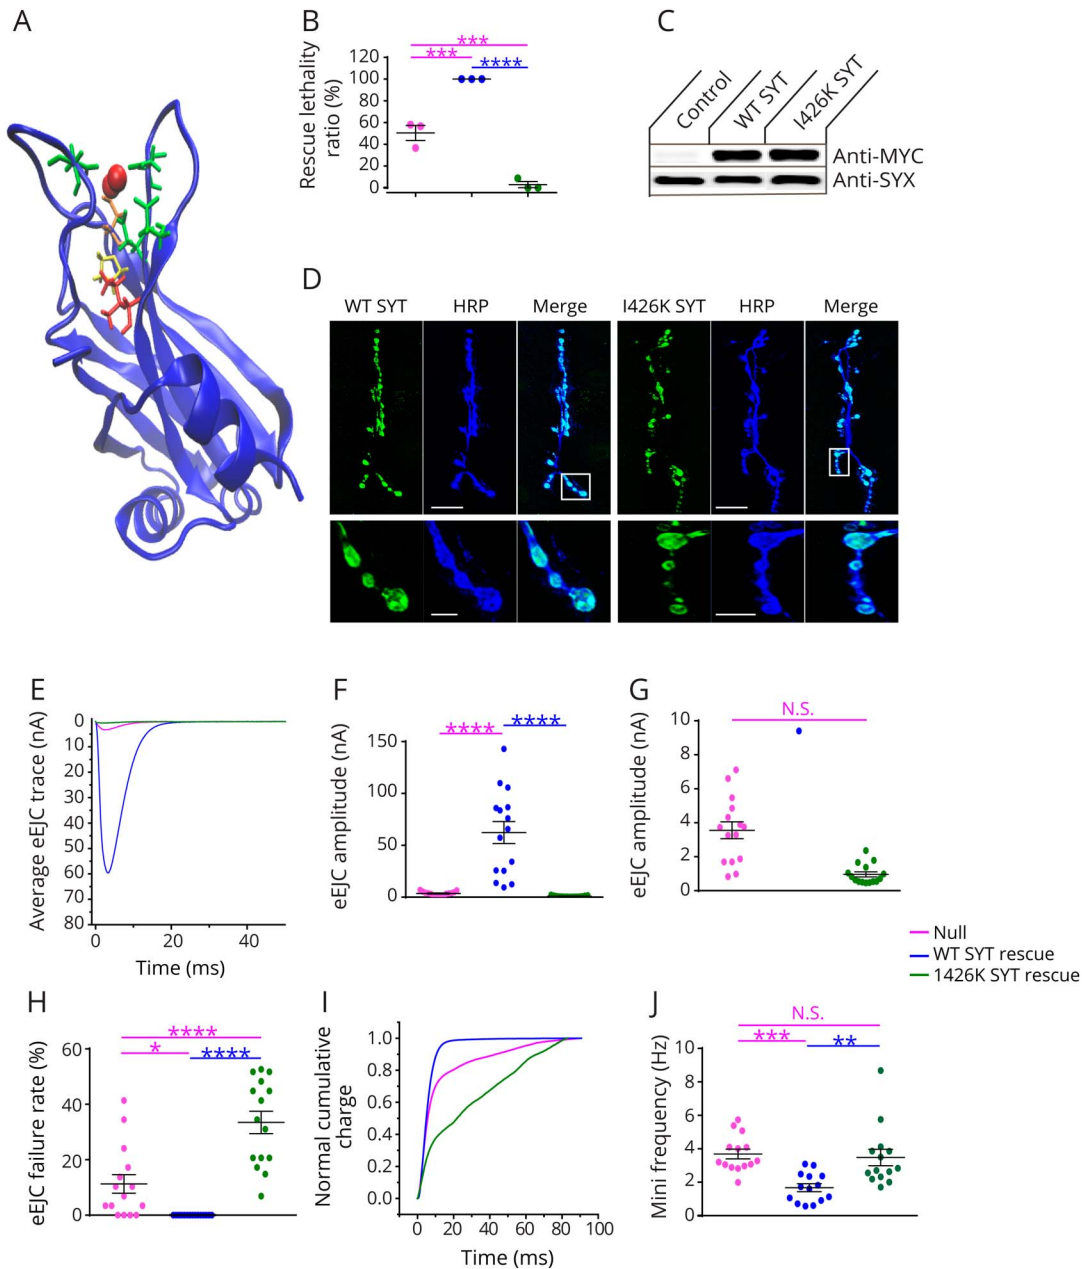 A
B
Rescue lethality
ratio (%)
120
100
80
60
40
20
0
***
***
****
C
Control
WT SYT
I426K SYT
Anti-MYC
Anti-SYX
D
WT SYT HRP Merge I426K SYT HRP Merge
E
Average eEJC trace (nA)
0
10
20
30
40
50
60
70
80
0 20 40
Time (ms)
F
eEJC amplitude (nA)
150
100
50
0
**** ****
G
eEJC amplitude (nA)
10
8
6
4
2
0
N.S.
Null
WT SYT rescue
1426K SYT rescue
H
eEJC failure rate (%)
60
40
20
0
****
* ****
I
Normal cumulative
charge
1.0
0.8
0.6
0.4
0.2
0.0
0 20 40 60 80 100
Time (ms)
J
Mini frequency (Hz)
10
8
6
4
2
0
N.S.
*** **